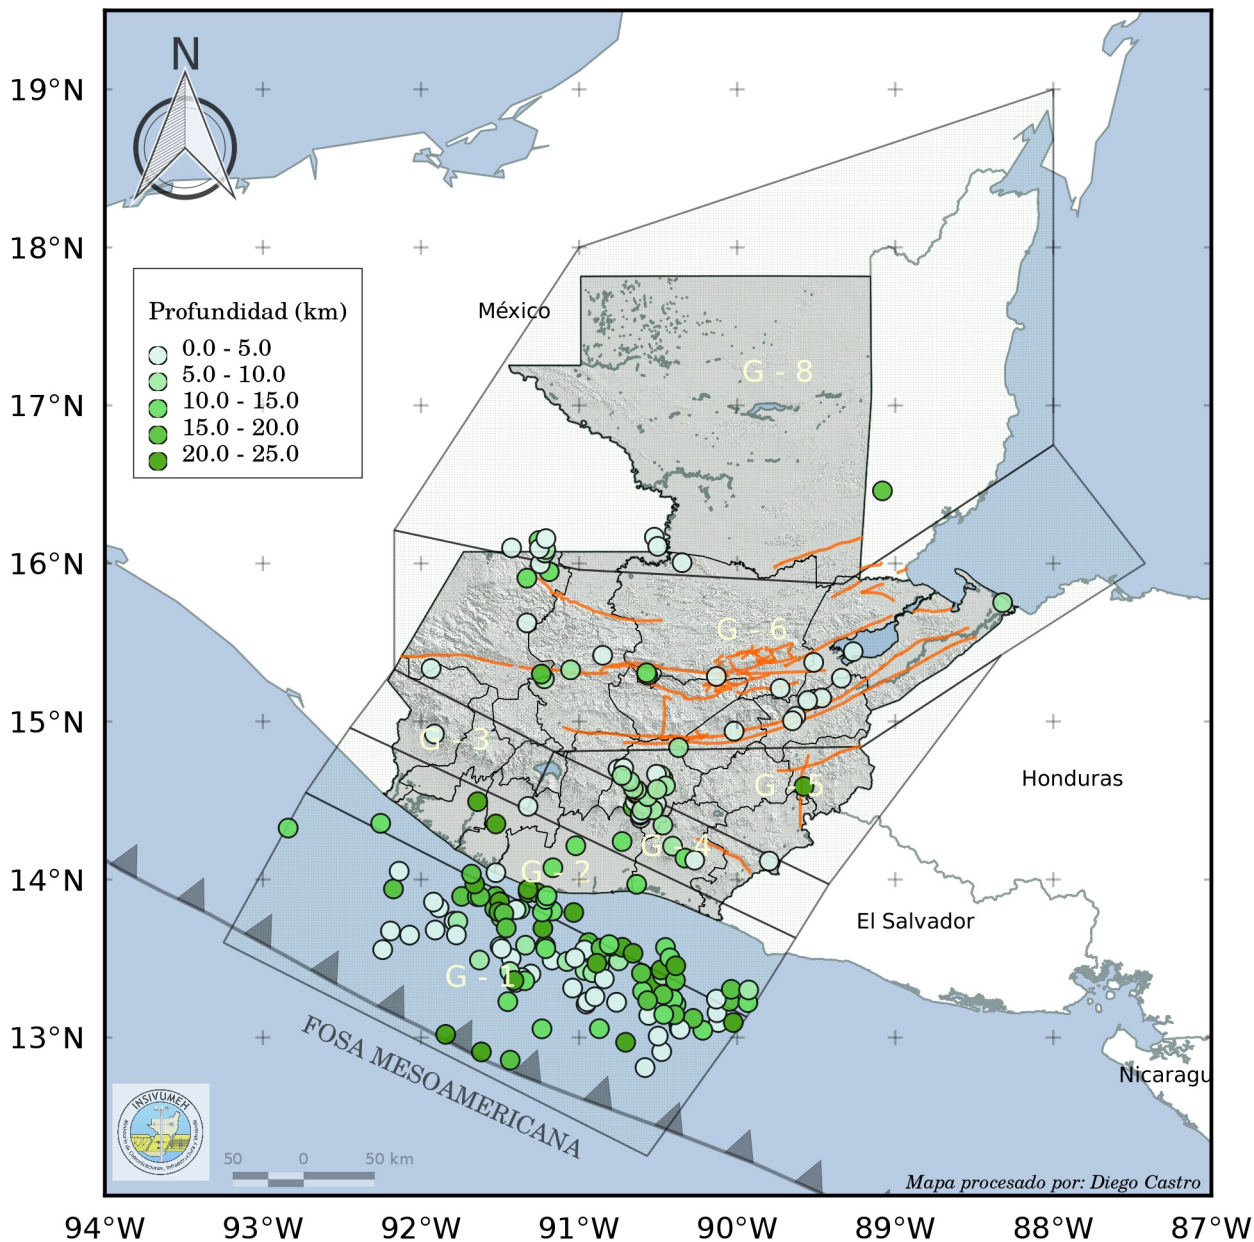 N
19°N
18°N
17°N
16°N
15°N
14°N
13°N
Profundidad (km)
0.0 - 5.0
5.0 - 10.0
10.0 - 15.0
15.0 - 20.0
20.0 - 25.0
México
G - 8
G - 6
G - 3
G - 5
G - 4
G - 2
G - 1
Honduras
El Salvador
Nicaragu
FOSA MESOAMERICANA
INSIVUMEH
50 0 50 km
Mapa procesado por: Diego Castro
94°W 93°W 92°W 91°W 90°W 89°W 88°W 87°W